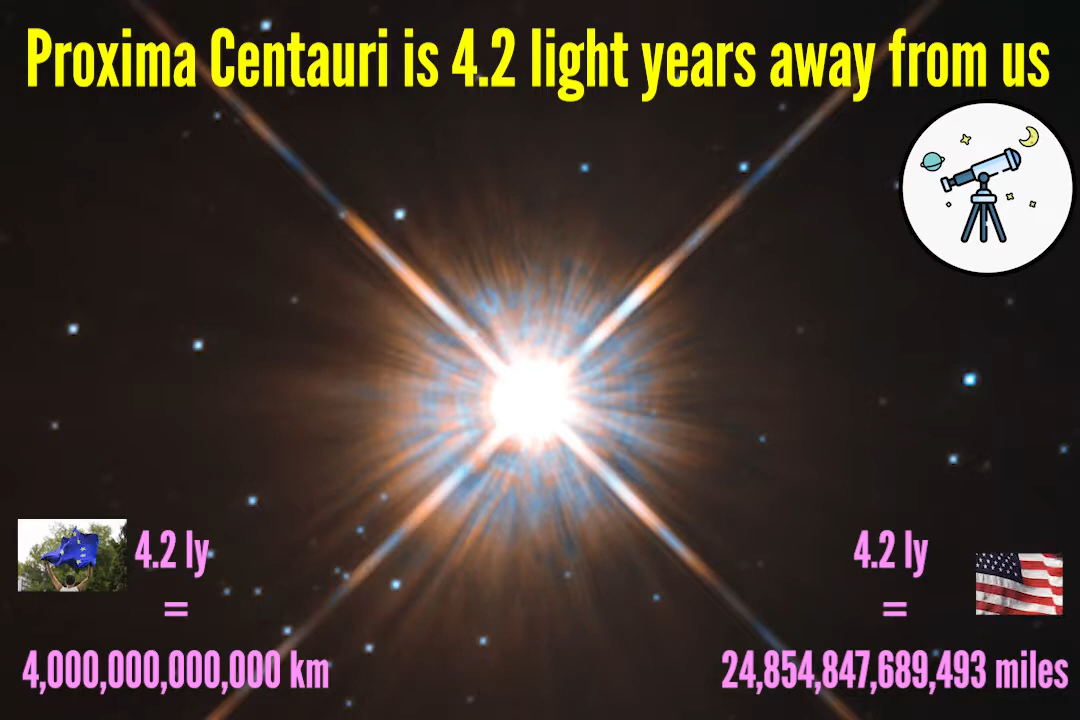 Proxima Centauri is 4.2 light years away from us
4.2 ly
=
4,000,000,000,000 km
4.2 ly
=
24,854,847,689,493 miles